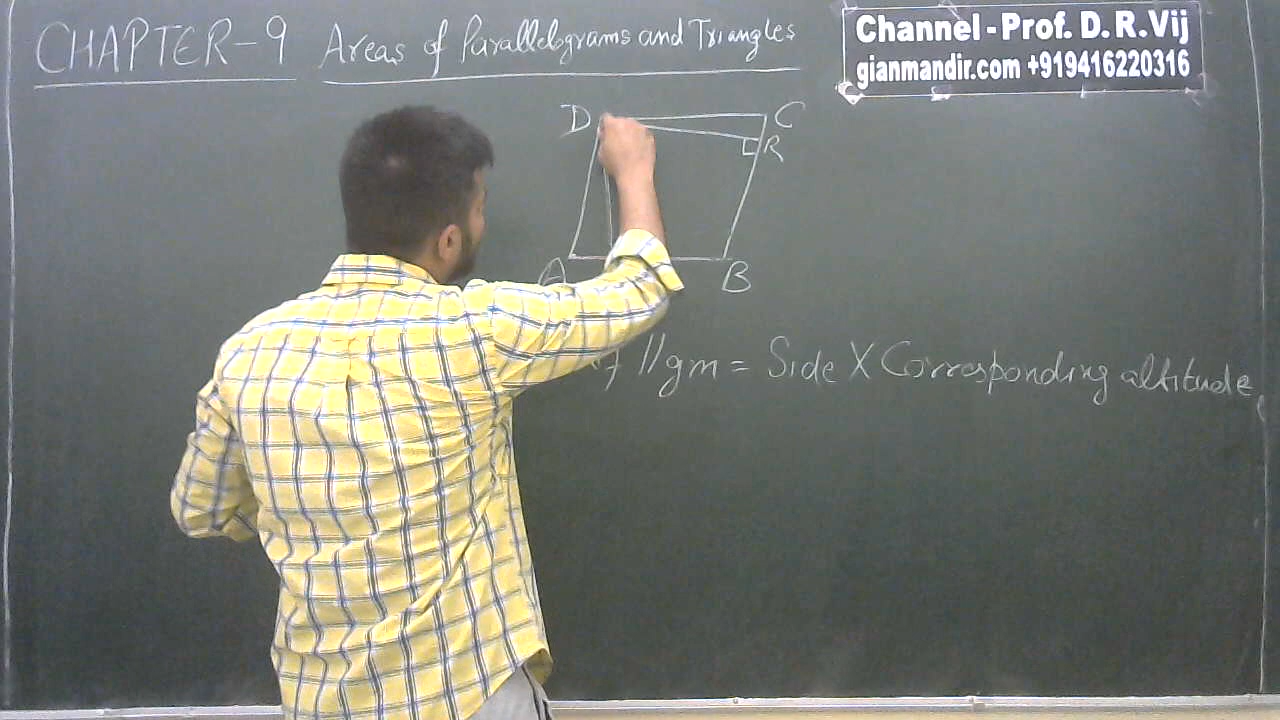 CHAPTER-9 Areas of Parallelograms and Triangles
Channel - Prof. D. R. Vij
gianmandir.com +919416220316
D C
R
A B
//gm = Side X Corresponding altitude